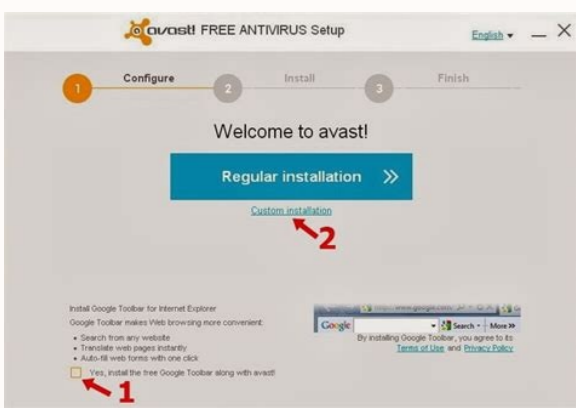 avast! FREE ANTIVIRUS Setup
English
1 Configure
2 Install
3 Finish
Welcome to avast!
Regular installation
Custom installation
2
Install Google Toolbar for Internet Explorer
Google Toolbar makes Web browsing more convenient:
• Search from any website
• Translate web pages instantly
• Auto-fill web forms with one click
Yes, install the free Google Toolbar along with avast!
1
Google Search More
By installing Google Toolbar, you agree to its
Terms of Use and Privacy Policy